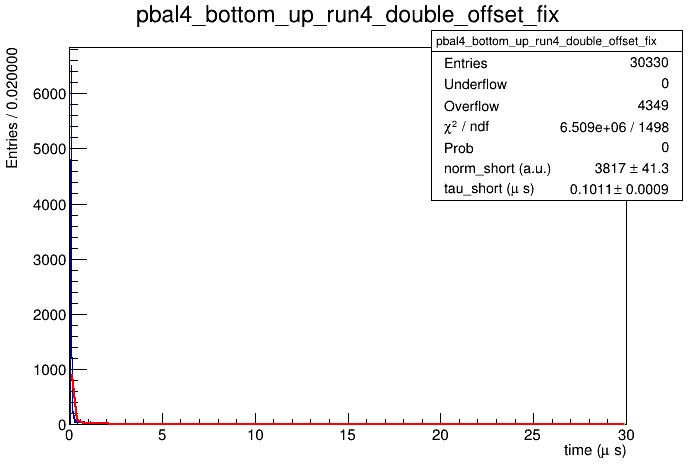 pbal4_bottom_up_run4_double_offset_fix
pbal4_bottom_up_run4_double_offset_fix
Entries 30330
Underflow 0
Overflow 4349
χ² / ndf 6.509e+06 / 1498
Prob 0
norm_short (a.u.) 3817 ± 41.3
tau_short (μ s) 0.1011± 0.0009
Entries / 0.020000
6000
5000
4000
3000
2000
1000
0
0 5 10 15 20 25 30
time (μ s)